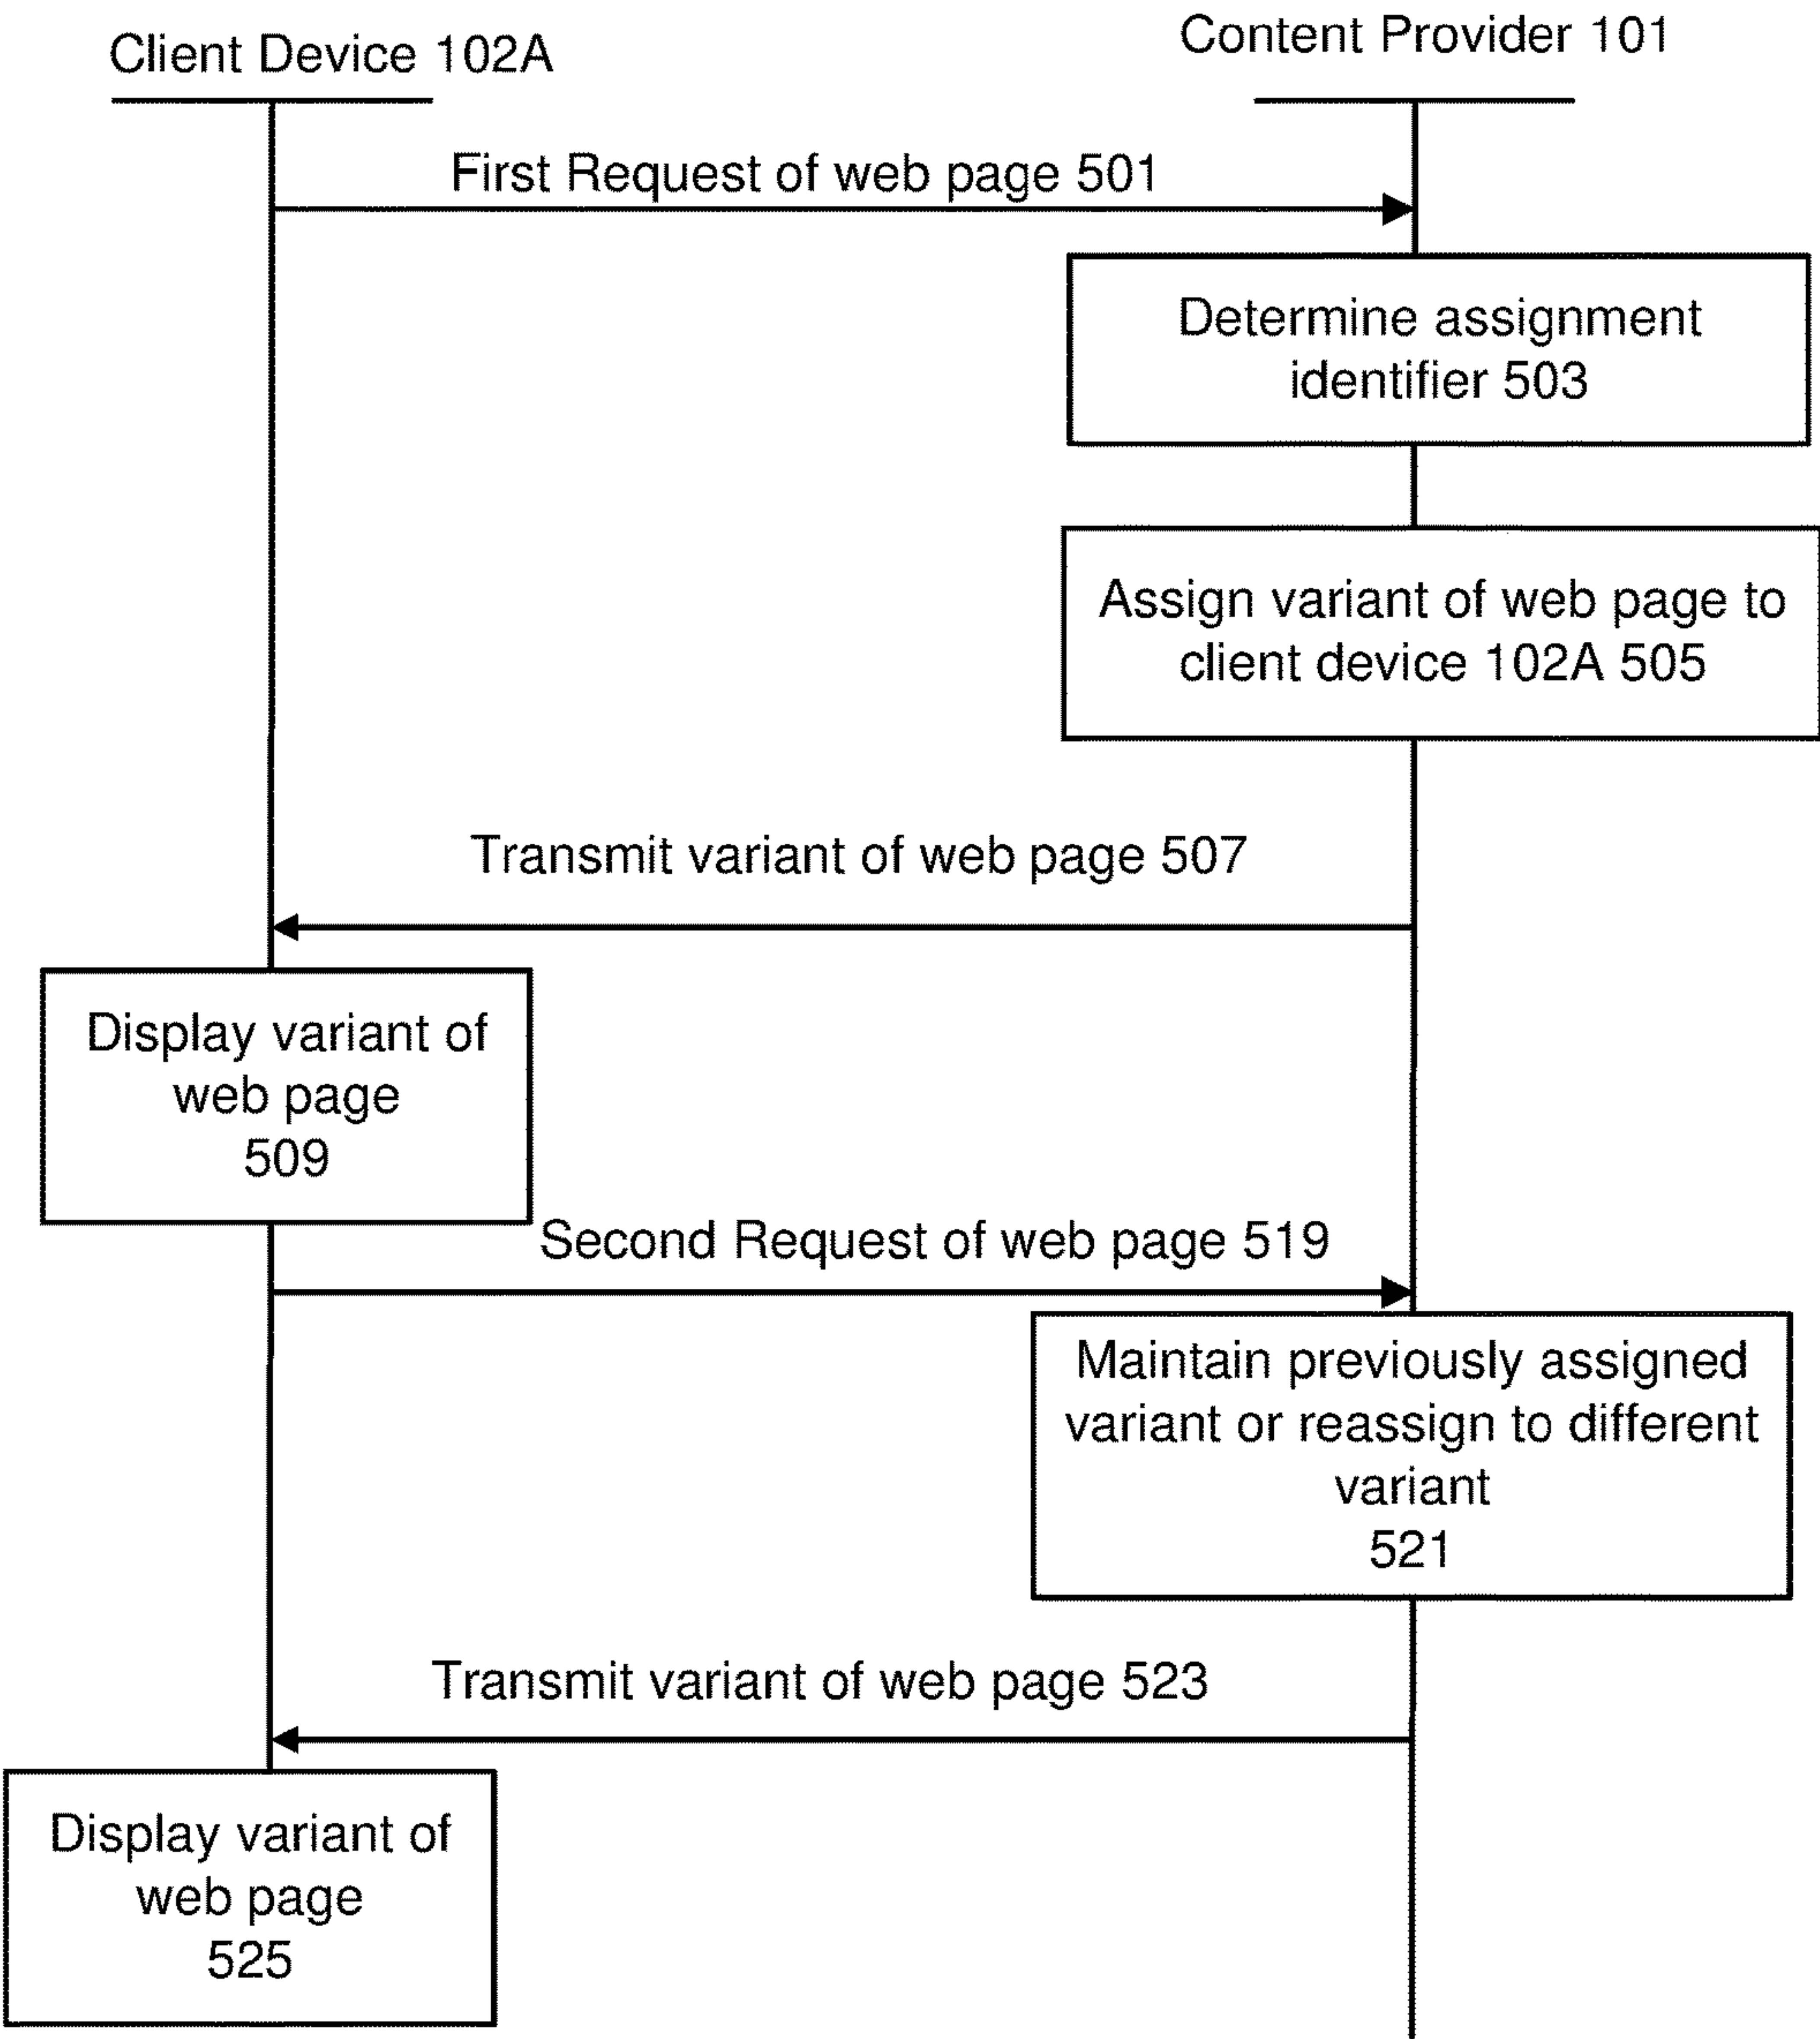 Client Device 102A
Content Provider 101
First Request of web page 501
Determine assignment
identifier 503
Assign variant of web page to
client device 102A 505
Transmit variant of web page 507
Display variant of
web page
509
Second Request of web page 519
Maintain previously assigned
variant or reassign to different
variant
521
Transmit variant of web page 523
Display variant of
web page
525